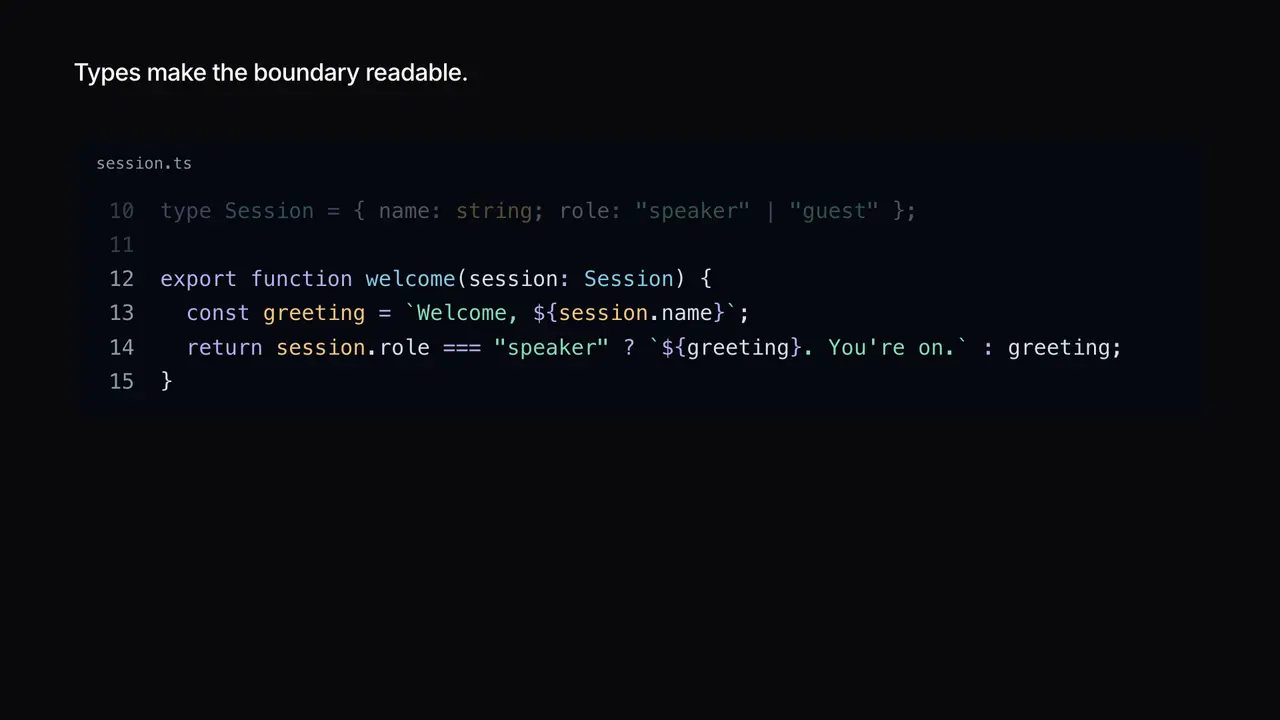 Types make the boundary readable.
session.ts
10 type Session = { name: string; role: "speaker" | "guest" };
11
12 export function welcome(session: Session) {
13   const greeting = `Welcome, ${session.name}`;
14   return session.role === "speaker" ? `${greeting}. You're on.` : greeting;
15 }